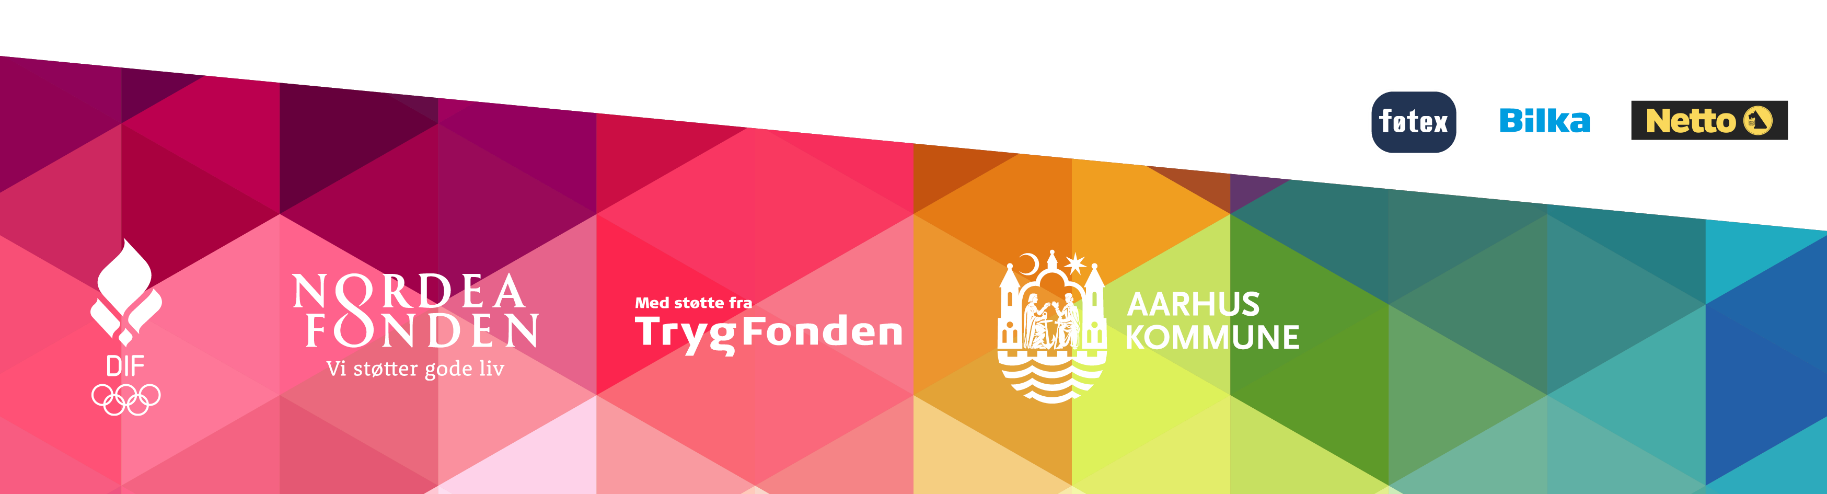 føtex
Bilka
Netto
DIF
NORDEA
FONDEN
Vi støtter gode liv
Med støtte fra
TrygFonden
AARHUS
KOMMUNE